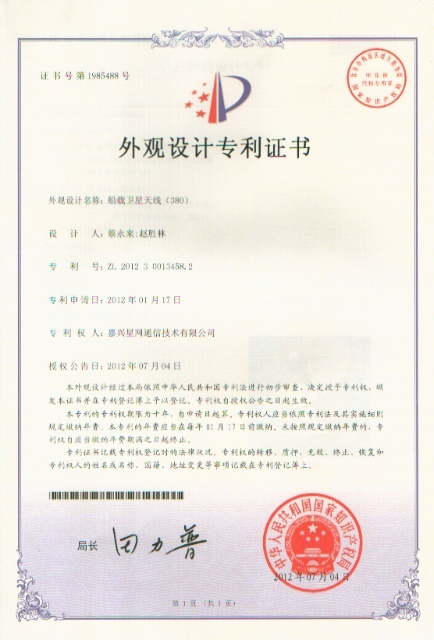 证书号第1985488号
外观设计专利证书
外观设计名称：船载卫星天线（380）
设计人：蔡永来;赵胜林
专利号：ZL 2012 3 0013458.2
专利申请日：2012年01月17日
专利权人：嘉兴星网通信技术有限公司
授权公告日：2012年07月04日
本外观设计经过本局依照中华人民共和国专利法进行初步审查，决定授予专利权，颁
发本证书并在专利登记簿上予以登记。专利权自授权公告之日起生效。
本专利的专利权期限为十年，自申请日起算。专利权人应当依照专利法及其实施细则
规定缴纳年费。本专利的年费应当在每年01月17日前缴纳。未按照规定缴纳年费的，专利
权自应当缴纳年费期满之日起终止。
专利证书记载专利权登记时的法律状况。专利权的转移、质押、无效、终止、恢复和
专利权人的姓名或名称、国籍、地址变更等事项记载在专利登记簿上。
局长
田力普
中华人民共和国国家知识产权局
2012年07月04日
第1页（共1页）